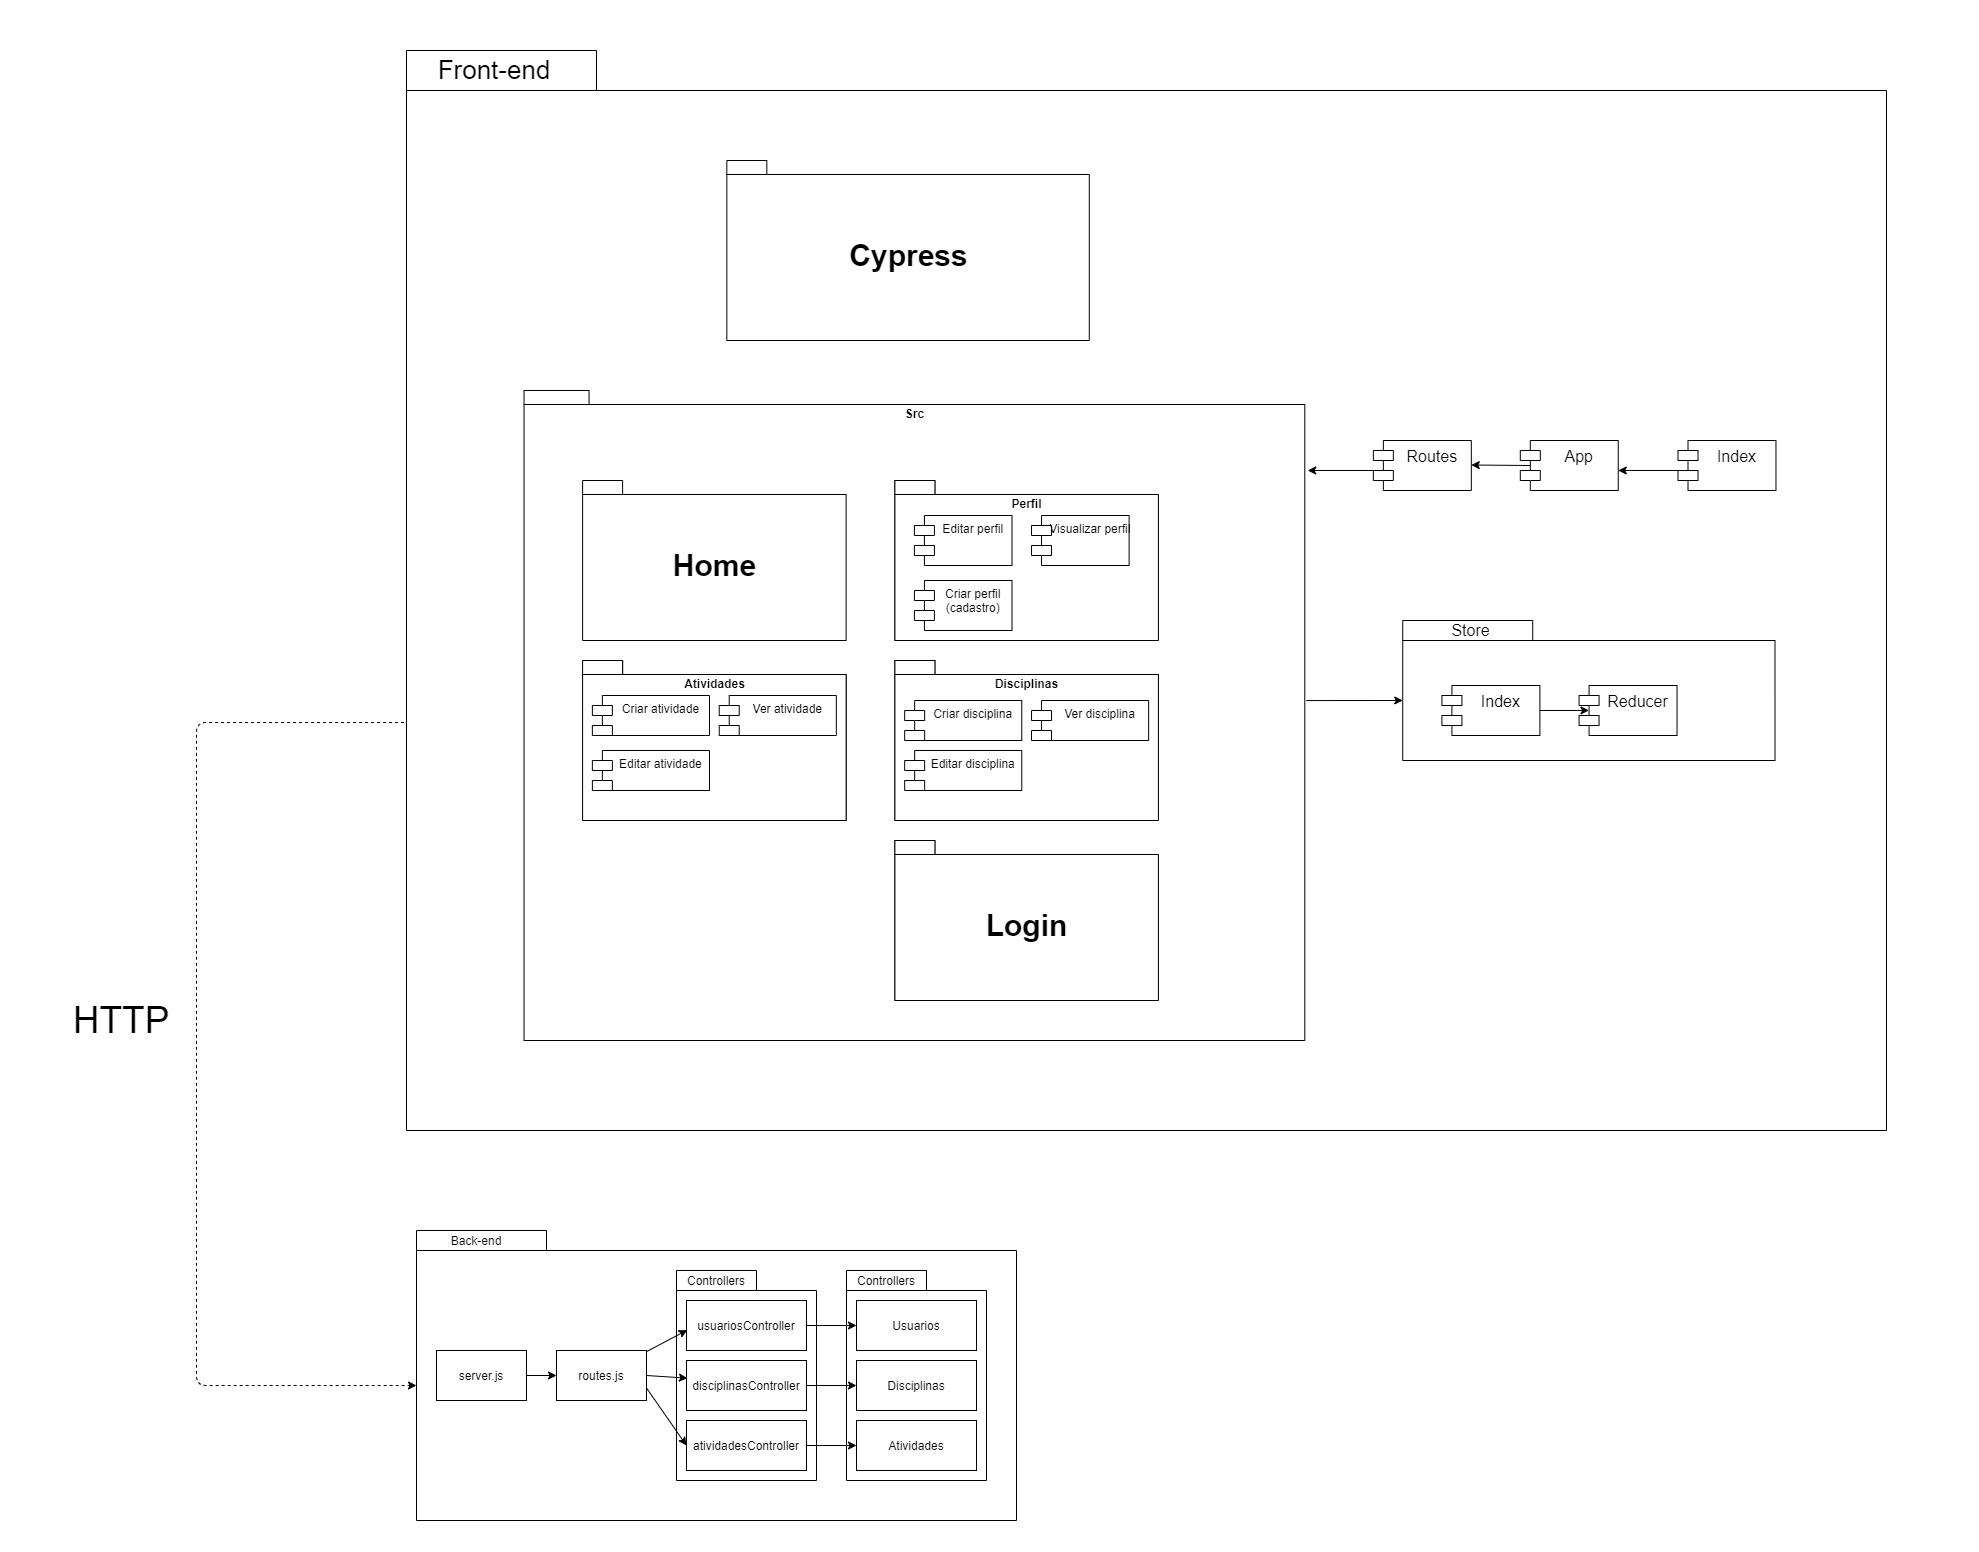 Front-end
Cypress
Src
Routes
App
Index
Home
Perfil
Editar perfil
Visualizar perfil
Criar perfil
(cadastro)
Store
Index
Reducer
Atividades
Criar atividade
Ver atividade
Editar atividade
Disciplinas
Criar disciplina
Ver disciplina
Editar disciplina
Login
HTTP
Back-end
Controllers
Controllers
usuariosController
Usuarios
server.js
routes.js
disciplinasController
Disciplinas
atividadesController
Atividades